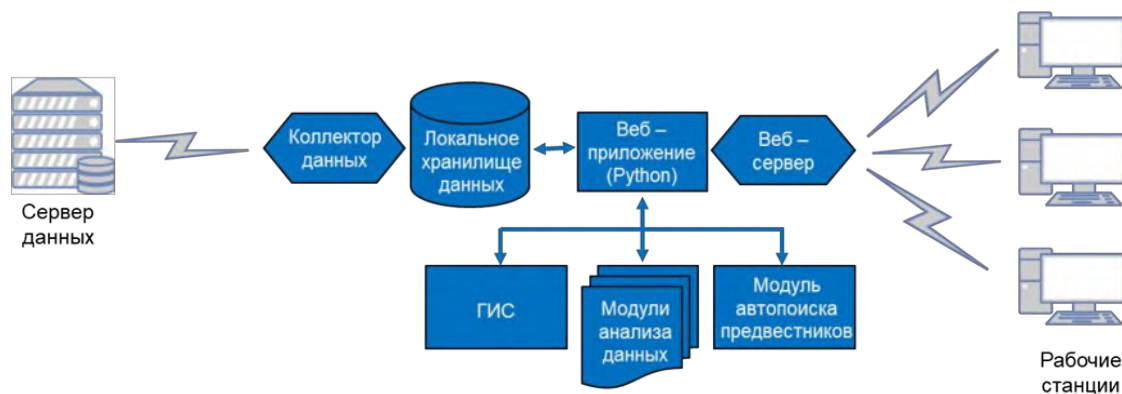 Сервер
данных
Коллектор
данных
Локальное
хранилище
данных
Веб –
приложение
(Python)
Веб –
сервер
ГИС
Модули
анализа
данных
Модуль
автопоиска
предвестников
Рабочие
станции